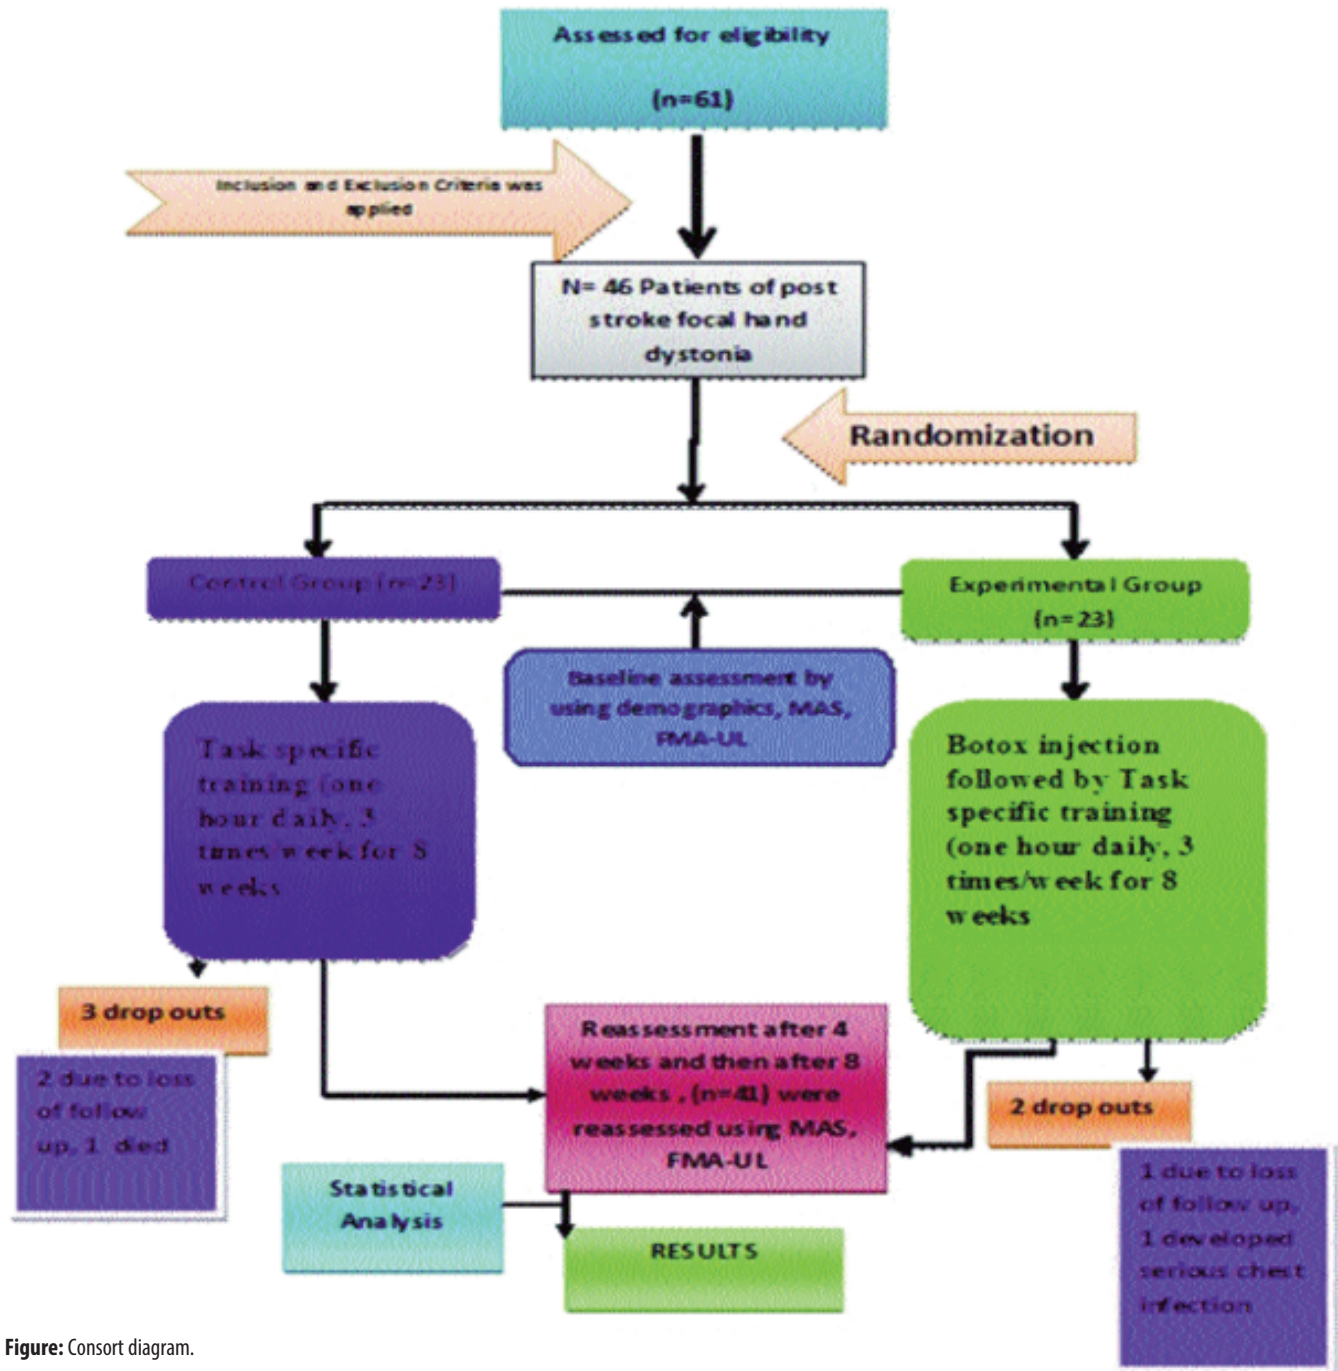 Assessed for eligibility
(n=61)
Inclusion and Exclusion Criteria was
applied
N= 46 Patients of post
stroke focal hand
dystonia
Randomization
Control Group (n=23)
Experimental Group
(n=23)
Baseline assessment by
using demographics, MAS,
FMA-UL
Task specific
training (one
hour daily, 3
times/week for 8
weeks
Botox injection
followed by Task
specific training
(one hour daily, 3
times/week for 8
weeks
3 drop outs
2 due to loss
of follow
up, 1 died
Reassessment after 4
weeks and then after 8
weeks , (n=41) were
reassessed using MAS,
FMA-UL
2 drop outs
1 due to loss
of follow up,
1 developed
serious chest
infection
Statistical
Analysis
RESULTS
Figure: Consort diagram.